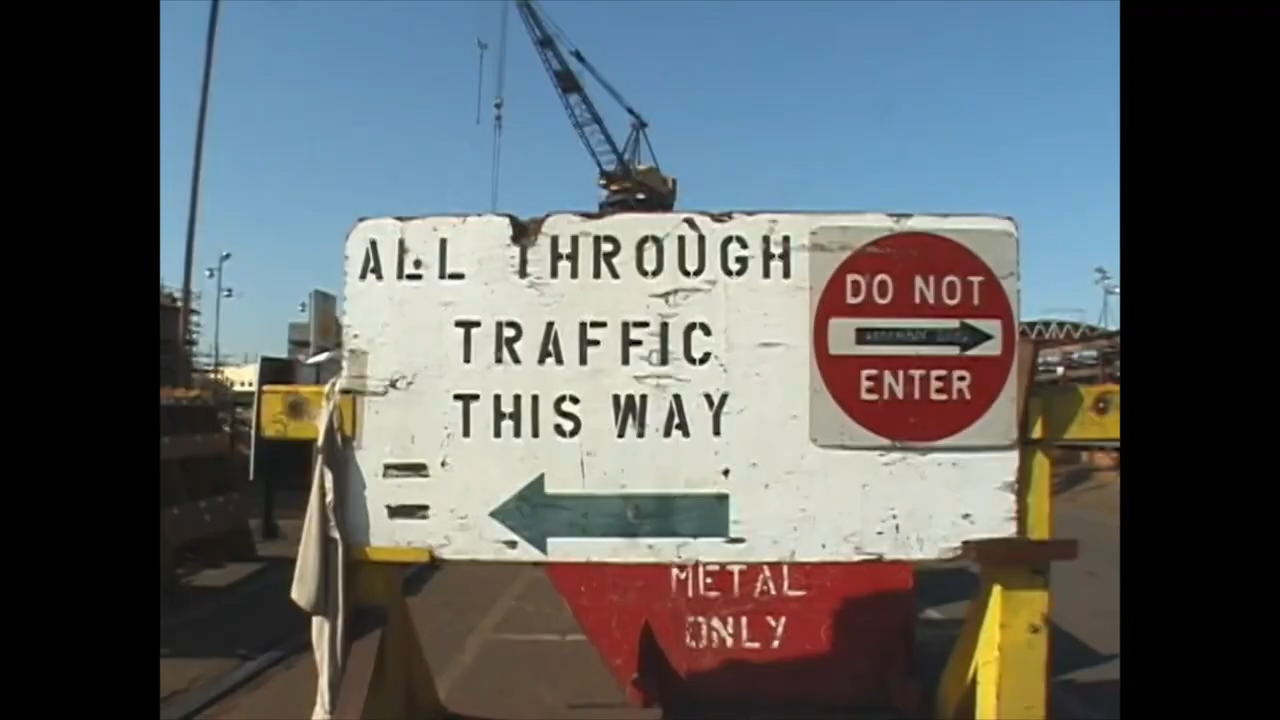 ALL THROUGH
TRAFFIC
THIS WAY
DO NOT
ENTER
METAL
ONLY